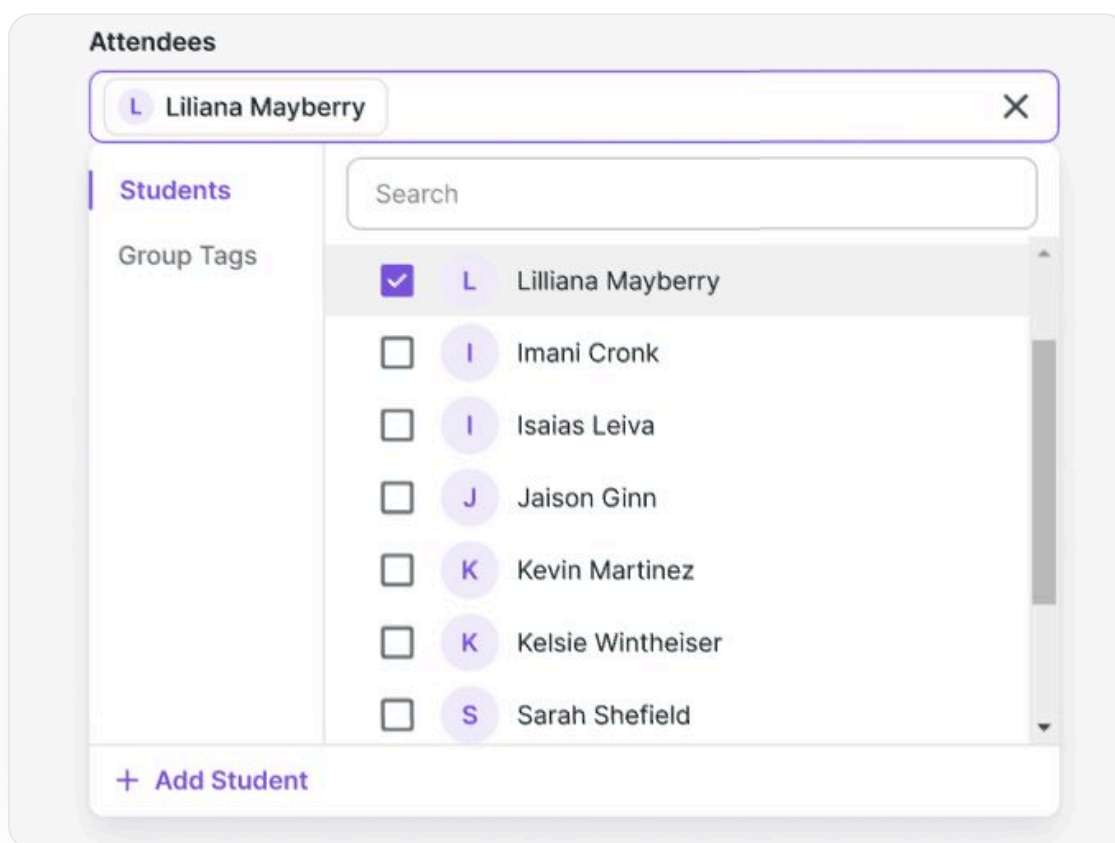 Attendees
L Liliana Mayberry
Students
Group Tags
Search
L Lilliana Mayberry
I Imani Cronk
I Isaias Leiva
J Jaison Ginn
K Kevin Martinez
K Kelsie Wintheiser
S Sarah Shefield
+ Add Student